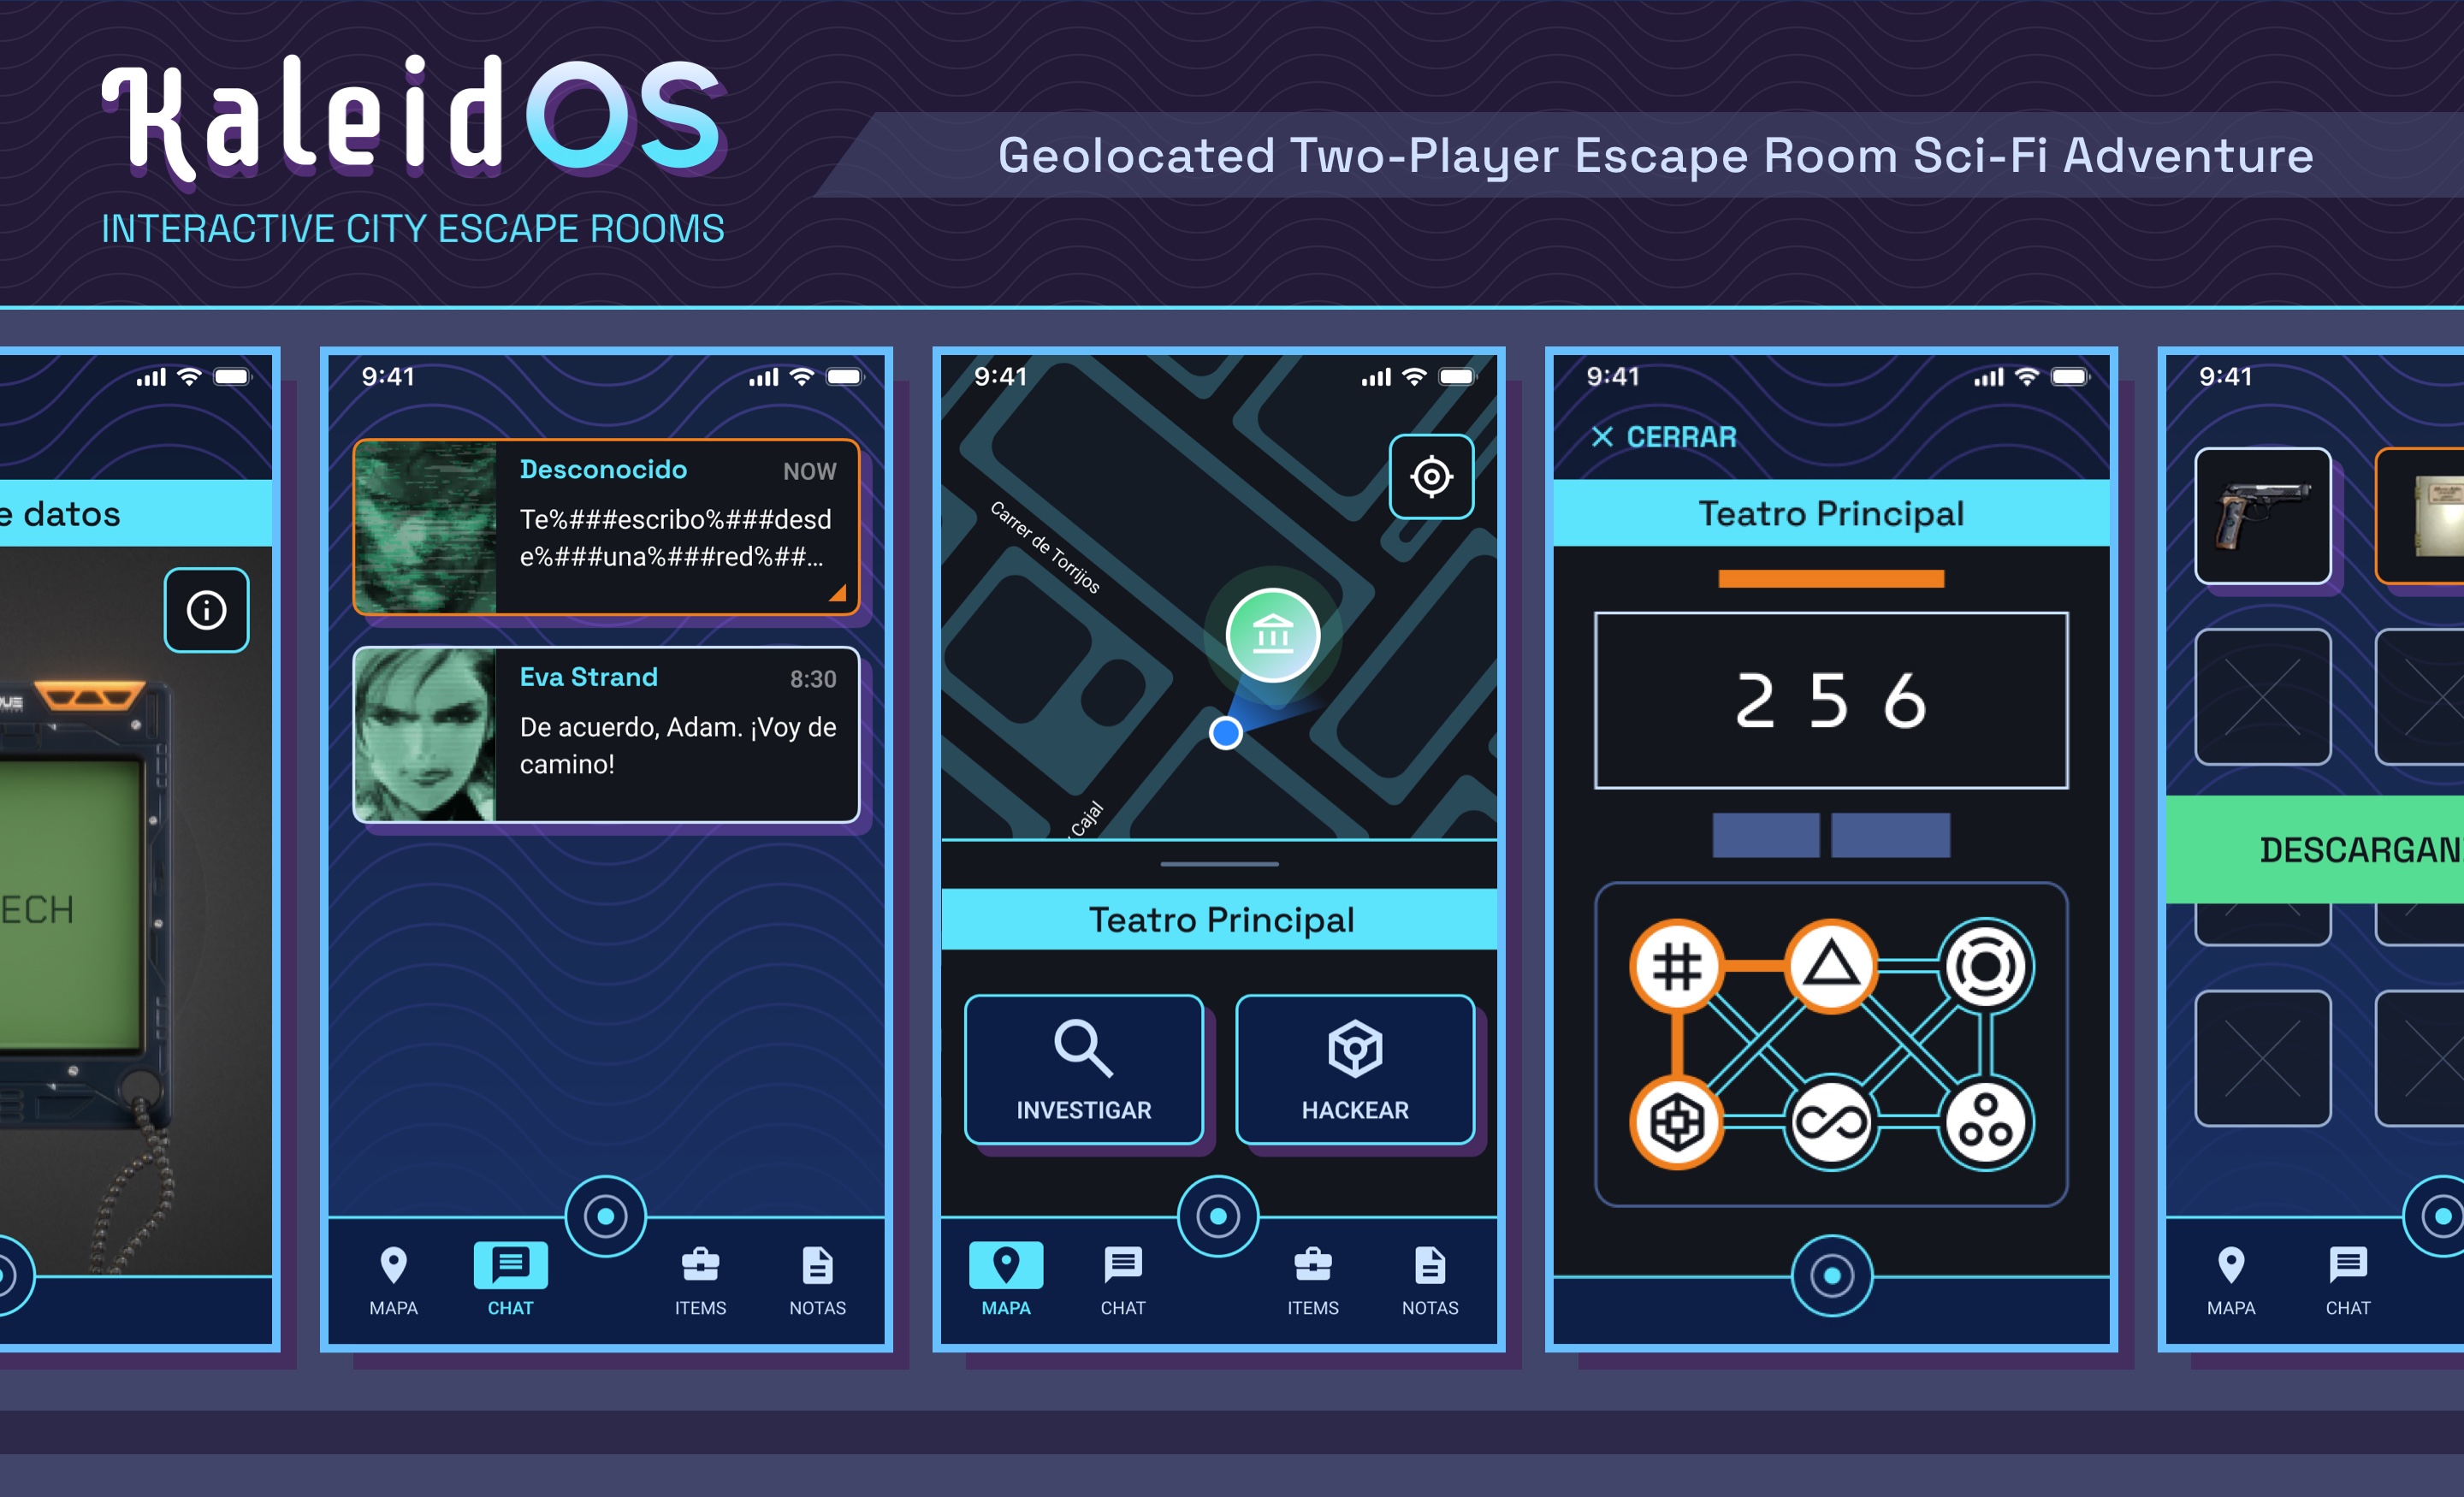 KaleidOS
INTERACTIVE CITY ESCAPE ROOMS
Geolocated Two-Player Escape Room Sci-Fi Adventure
e datos
ECH
9:41
Desconocido
NOW
Te%###escribo%###desd
e%###una%###red%##...
Eva Strand
8:30
De acuerdo, Adam. ¡Voy de
camino!
MAPA
CHAT
ITEMS
NOTAS
9:41
Carrer de Torrijos
Cajal
Teatro Principal
INVESTIGAR
HACKEAR
MAPA
CHAT
ITEMS
NOTAS
9:41
CERRAR
Teatro Principal
2 5 6
9:41
DESCARGAN
MAPA
CHAT